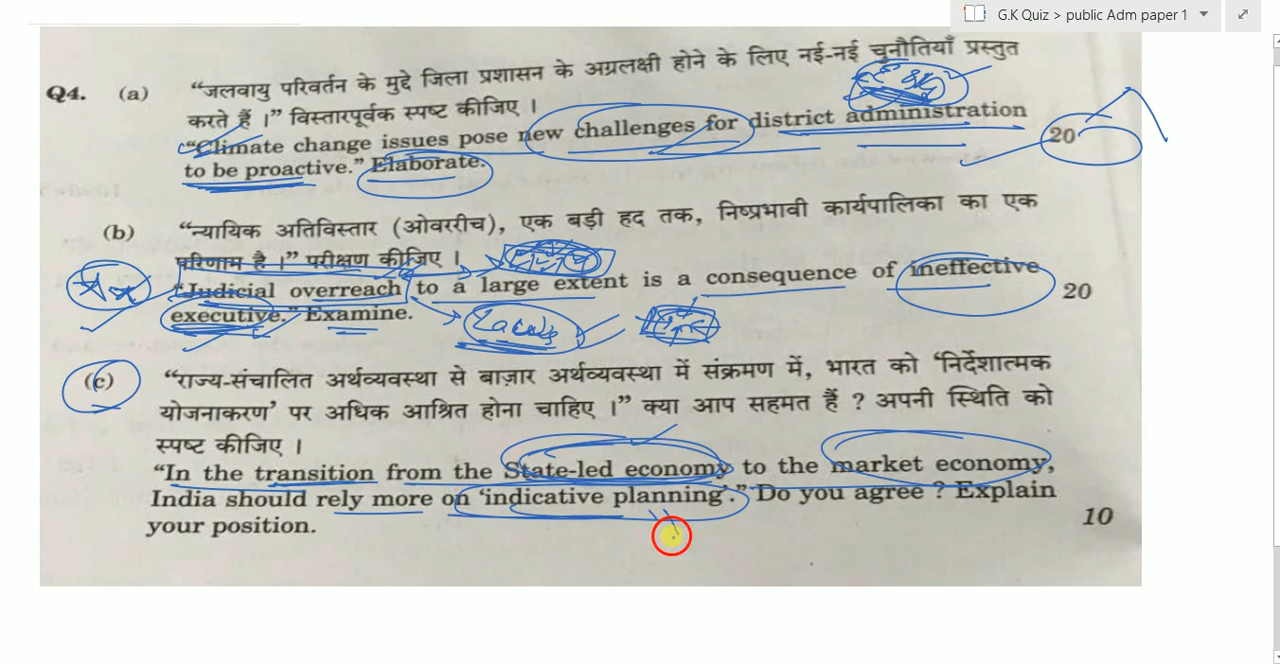 G.K Quiz > public Adm paper 1
Q4. (a) “जलवायु परिवर्तन के मुद्दे जिला प्रशासन के अग्रलक्षी होने के लिए नई-नई चुनौतियाँ प्रस्तुत
करते हैं ।” विस्तारपूर्वक स्पष्ट कीजिए ।
“Climate change issues pose new challenges for district administration
to be proactive.” Elaborate. 20
(b) “न्यायिक अतिविस्तार (ओवररीच), एक बड़ी हद तक, निष्प्रभावी कार्यपालिका का एक
परिणाम है ।” परीक्षण कीजिए ।
“Judicial overreach to a large extent is a consequence of ineffective
executive.” Examine. 20
(c) “राज्य-संचालित अर्थव्यवस्था से बाज़ार अर्थव्यवस्था में संक्रमण में, भारत को ‘निर्देशात्मक
योजनाकरण’ पर अधिक आश्रित होना चाहिए ।” क्या आप सहमत हैं ? अपनी स्थिति को
स्पष्ट कीजिए ।
“In the transition from the State-led economy to the market economy,
India should rely more on ‘indicative planning’.” Do you agree ? Explain
your position. 10